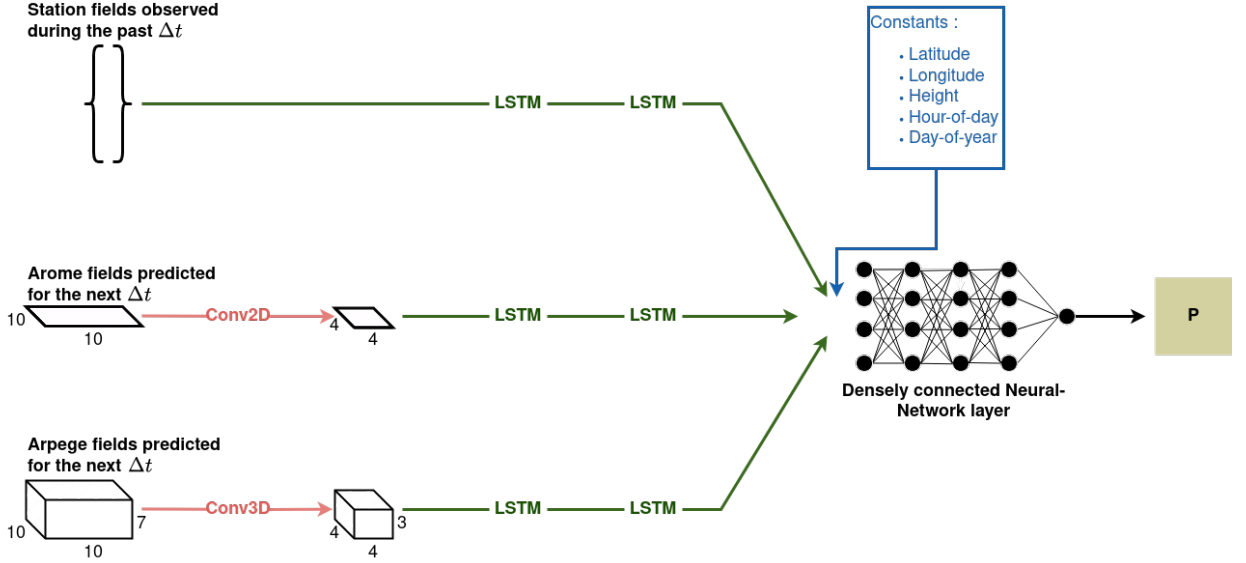 Station fields observed
during the past Δt
LSTM
LSTM
Constants :
• Latitude
• Longitude
• Height
• Hour-of-day
• Day-of-year
Arome fields predicted
for the next Δt
10
10
Conv2D
4
4
LSTM
LSTM
P
Densely connected Neural-
Network layer
Arpege fields predicted
for the next Δt
10
10
7
Conv3D
4
4
3
LSTM
LSTM